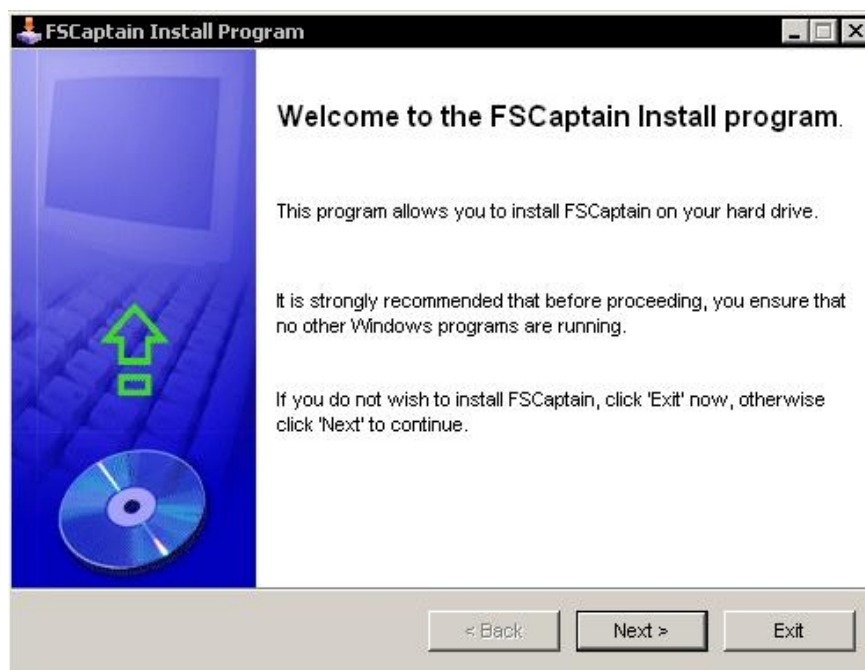 FSCaptain Install Program
Welcome to the FSCaptain Install program.
This program allows you to install FSCaptain on your hard drive.
It is strongly recommended that before proceeding, you ensure that
no other Windows programs are running.
If you do not wish to install FSCaptain, click 'Exit' now, otherwise
click 'Next' to continue.
< Back Next > Exit